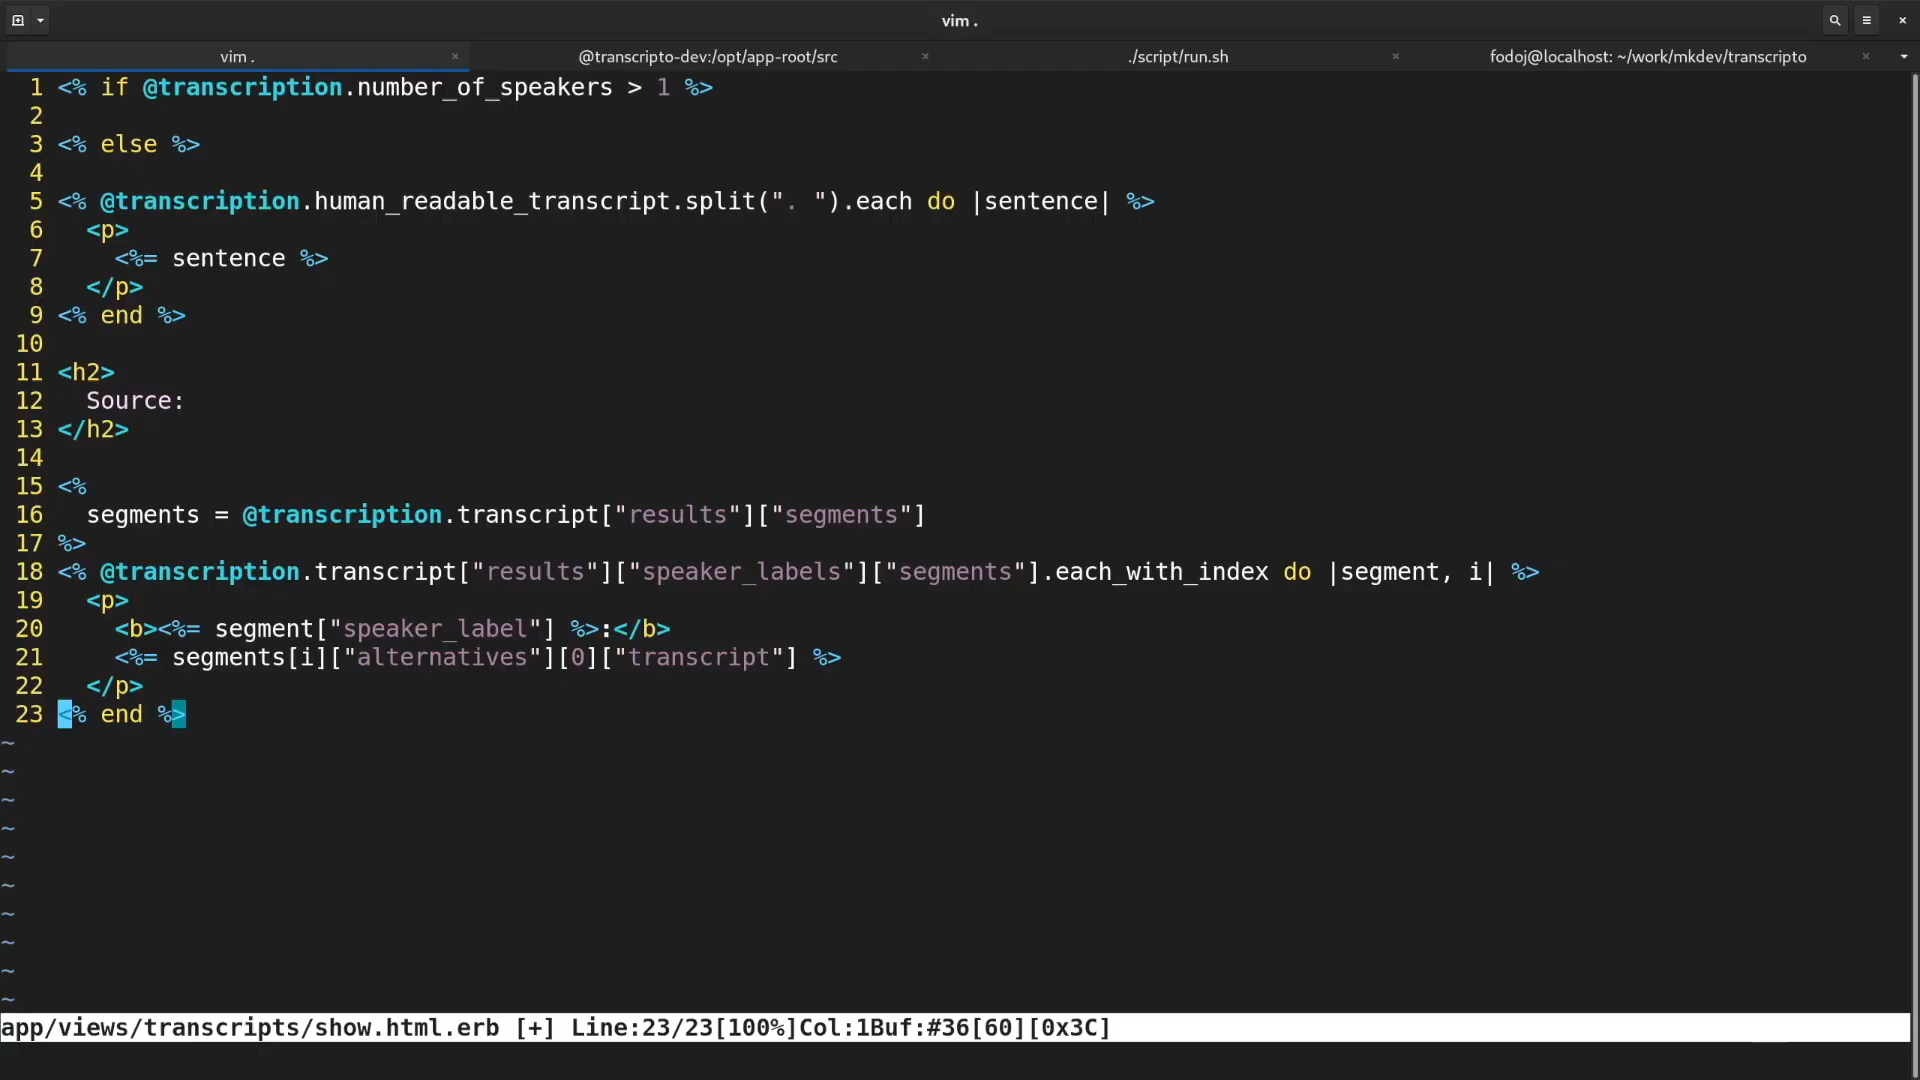 vim .
vim .
@transcripto-dev:/opt/app-root/src
./script/run.sh
fodoj@localhost: ~/work/mkdev/transcripto
1 <% if @transcription.number_of_speakers > 1 %>
2
3 <% else %>
4
5 <% @transcription.human_readable_transcript.split(". ").each do |sentence| %>
6   <p>
7     <%= sentence %>
8   </p>
9 <% end %>
10
11 <h2>
12   Source:
13 </h2>
14
15 <%
16   segments = @transcription.transcript["results"]["segments"]
17 %>
18 <% @transcription.transcript["results"]["speaker_labels"]["segments"].each_with_index do |segment, i| %>
19   <p>
20     <b><%= segment["speaker_label"] %>:</b>
21     <%= segments[i]["alternatives"][0]["transcript"] %>
22   </p>
23 <% end %>
~
~
~
~
~
~
~
~
~
~
app/views/transcripts/show.html.erb [+] Line:23/23[100%]Col:1Buf:#36[60][0x3C]